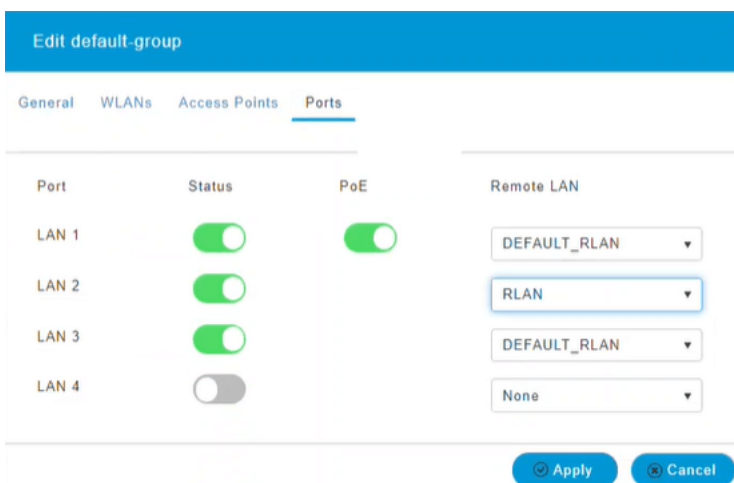 Edit default-group
General WLANs Access Points Ports
Port Status PoE Remote LAN
LAN 1 DEFAULT_RLAN
LAN 2 RLAN
LAN 3 DEFAULT_RLAN
LAN 4 None
Apply Cancel